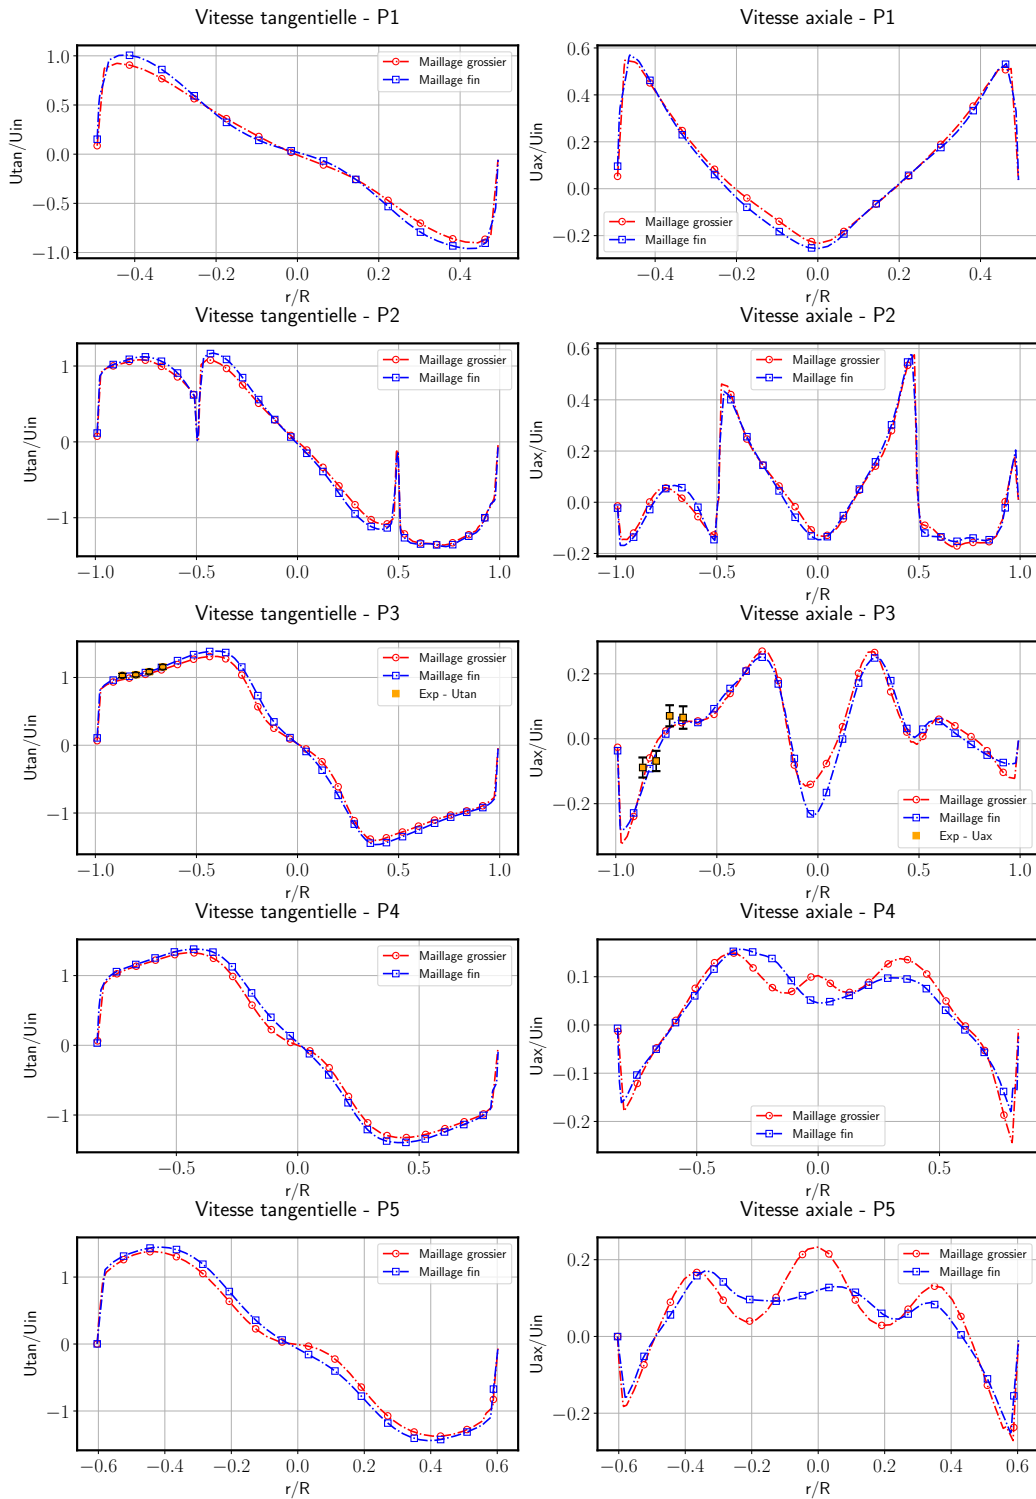 Vitesse tangentielle - P1
1.0
0.5
0.0
−0.5
−1.0
Utan/Uin
Maillage grossier
Maillage fin
−0.4
−0.2
0.0
0.2
0.4
r/R
Vitesse axiale - P1
0.6
0.4
0.2
0.0
−0.2
Uax/Uin
Maillage grossier
Maillage fin
−0.4
−0.2
0.0
0.2
0.4
r/R
Vitesse tangentielle - P2
1
0
−1
Utan/Uin
Maillage grossier
Maillage fin
−1.0
−0.5
0.0
0.5
1.0
r/R
Vitesse axiale - P2
0.6
0.4
0.2
0.0
−0.2
Uax/Uin
Maillage grossier
Maillage fin
−1.0
−0.5
0.0
0.5
1.0
r/R
Vitesse tangentielle - P3
1
0
−1
Utan/Uin
Maillage grossier
Maillage fin
Exp - Utan
−1.0
−0.5
0.0
0.5
1.0
r/R
Vitesse axiale - P3
0.2
0.0
−0.2
Uax/Uin
Maillage grossier
Maillage fin
Exp - Uax
−1.0
−0.5
0.0
0.5
1.0
r/R
Vitesse tangentielle - P4
1
0
−1
Utan/Uin
Maillage grossier
Maillage fin
−0.5
0.0
0.5
r/R
Vitesse axiale - P4
0.1
0.0
−0.1
−0.2
Uax/Uin
Maillage grossier
Maillage fin
−0.5
0.0
0.5
r/R
Vitesse tangentielle - P5
1
0
−1
Utan/Uin
Maillage grossier
Maillage fin
−0.6
−0.4
−0.2
0.0
0.2
0.4
0.6
r/R
Vitesse axiale - P5
0.2
0.0
−0.2
Uax/Uin
Maillage grossier
Maillage fin
−0.6
−0.4
−0.2
0.0
0.2
0.4
0.6
r/R